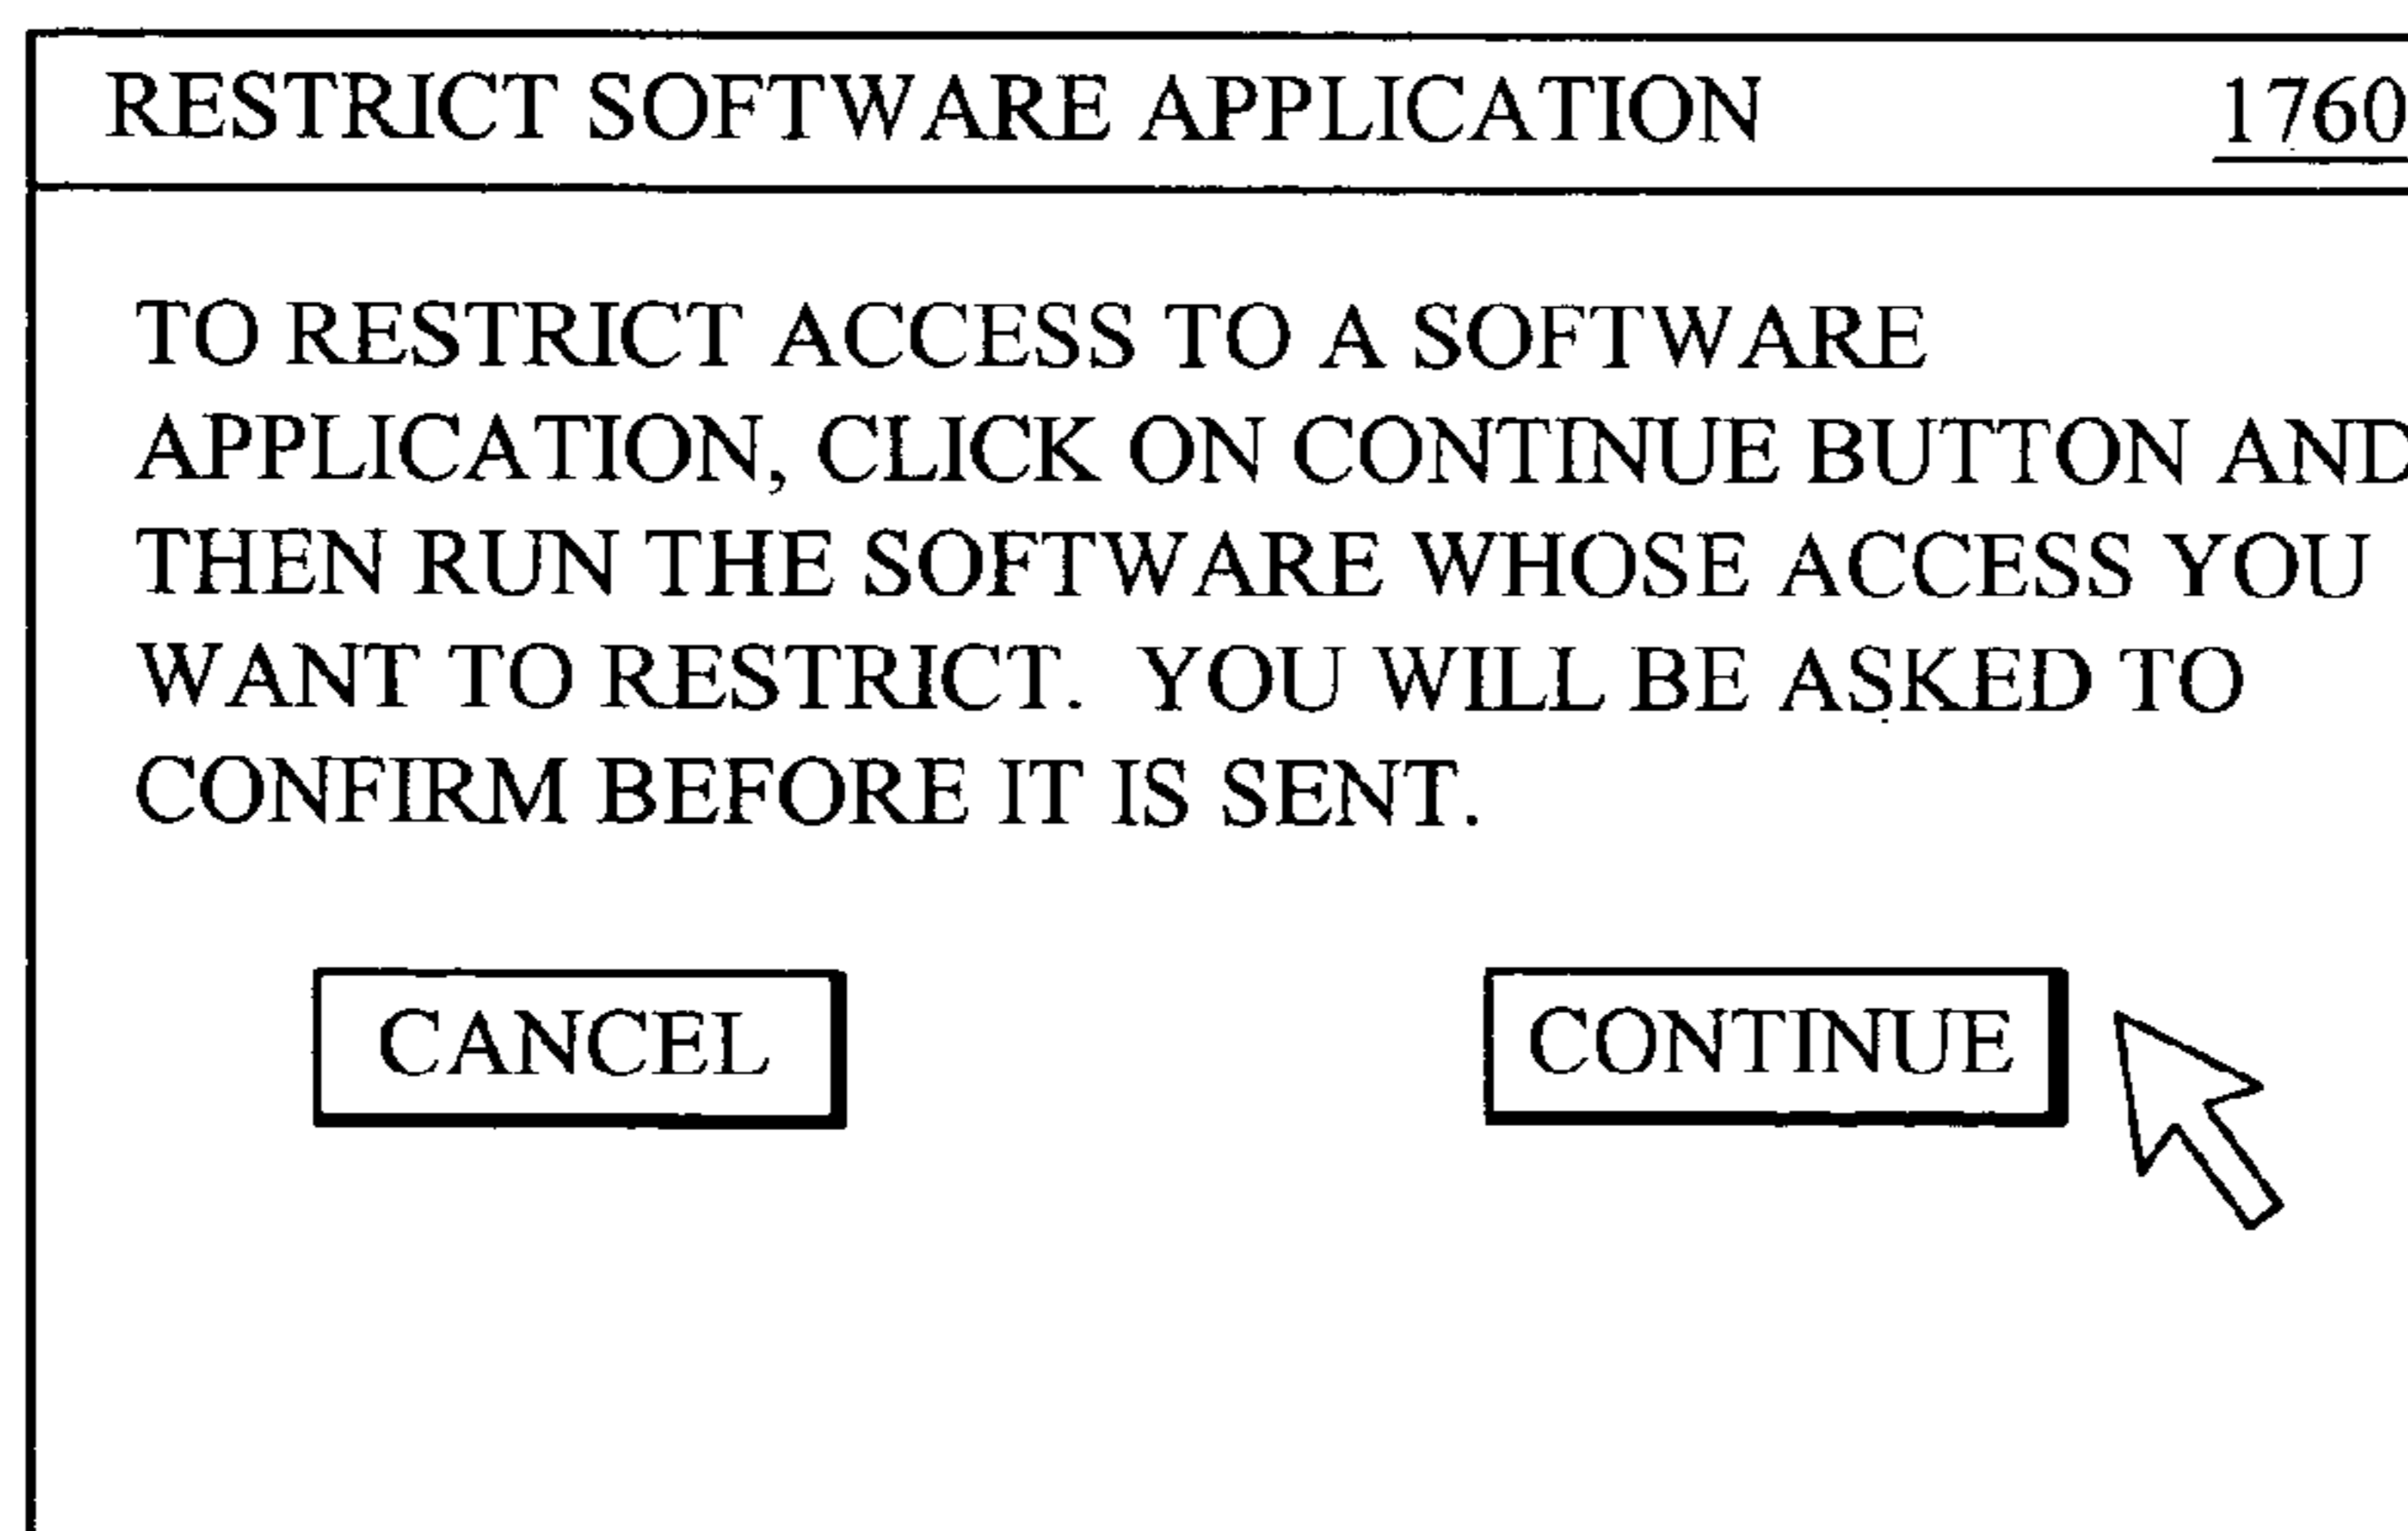 RESTRICT SOFTWARE APPLICATION 1760
TO RESTRICT ACCESS TO A SOFTWARE
APPLICATION, CLICK ON CONTINUE BUTTON AND
THEN RUN THE SOFTWARE WHOSE ACCESS YOU
WANT TO RESTRICT. YOU WILL BE ASKED TO
CONFIRM BEFORE IT IS SENT.
CANCEL CONTINUE